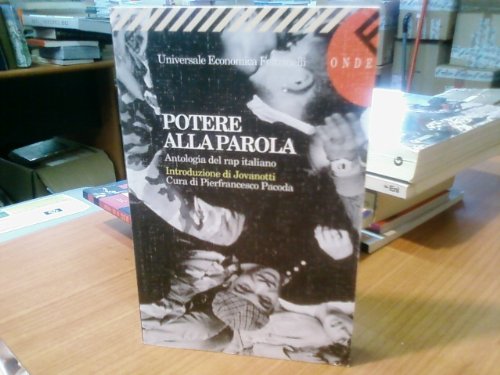 Universale Economica Feltrinelli
ONDE
POTERE
ALLA PAROLA
Antologia del rap italiano
Introduzione di Jovanotti
Cura di Pierfrancesco Pacoda